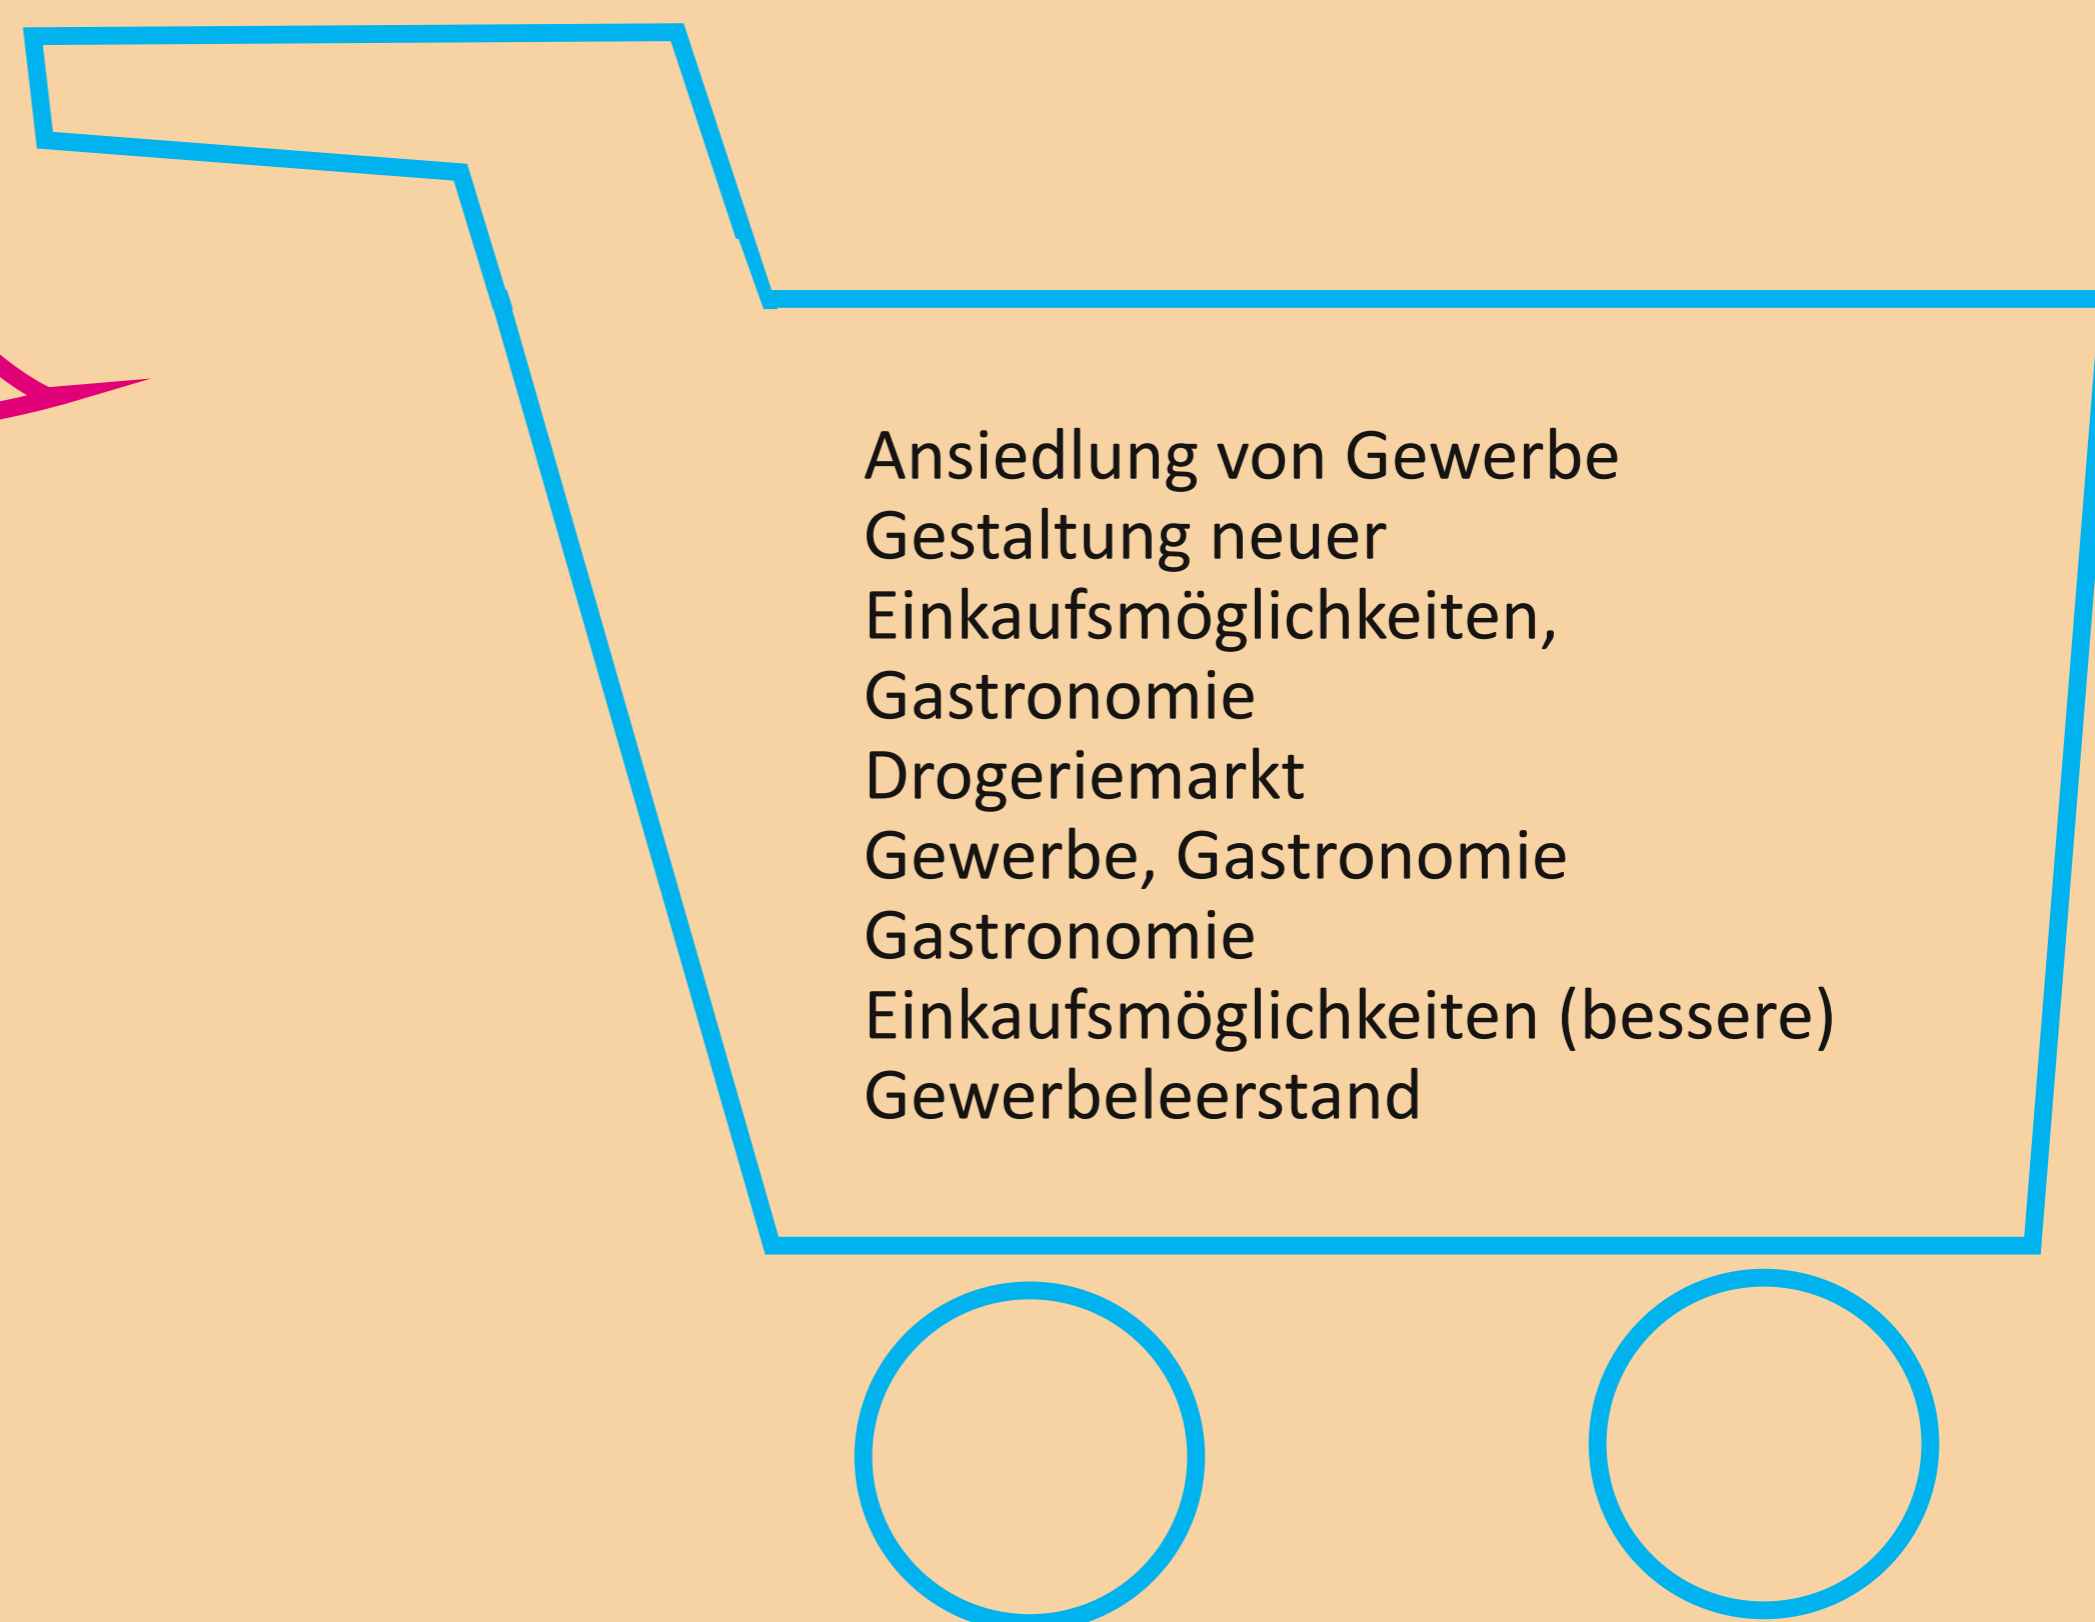 Ansiedlung von Gewerbe
Gestaltung neuer
Einkaufsmöglichkeiten,
Gastronomie
Drogeriemarkt
Gewerbe, Gastronomie
Gastronomie
Einkaufsmöglichkeiten (bessere)
Gewerbeleerstand